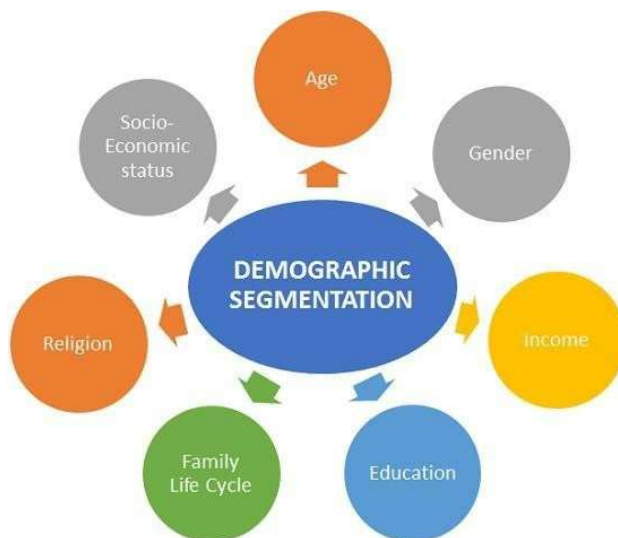 Age
Gender
Income
Education
Family
Life Cycle
Religion
Socio-
Economic
status
DEMOGRAPHIC
SEGMENTATION